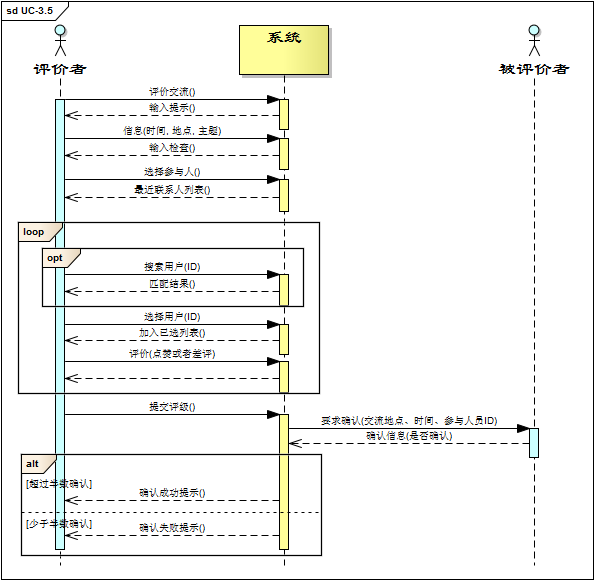 sd UC-3.5
评价者
系统
被评价者
评价交流()
输入提示()
信息(时间, 地点, 主题)
输入检查()
选择参与人()
最近联系人列表()
loop
opt
搜索用户(ID)
匹配结果()
选择用户(ID)
加入已选列表()
评价(点赞或者差评)
提交评级()
要求确认(交流地点、时间、参与人员ID)
确认信息(是否确认)
alt
[超过半数确认]
确认成功提示()
[少于半数确认]
确认失败提示()